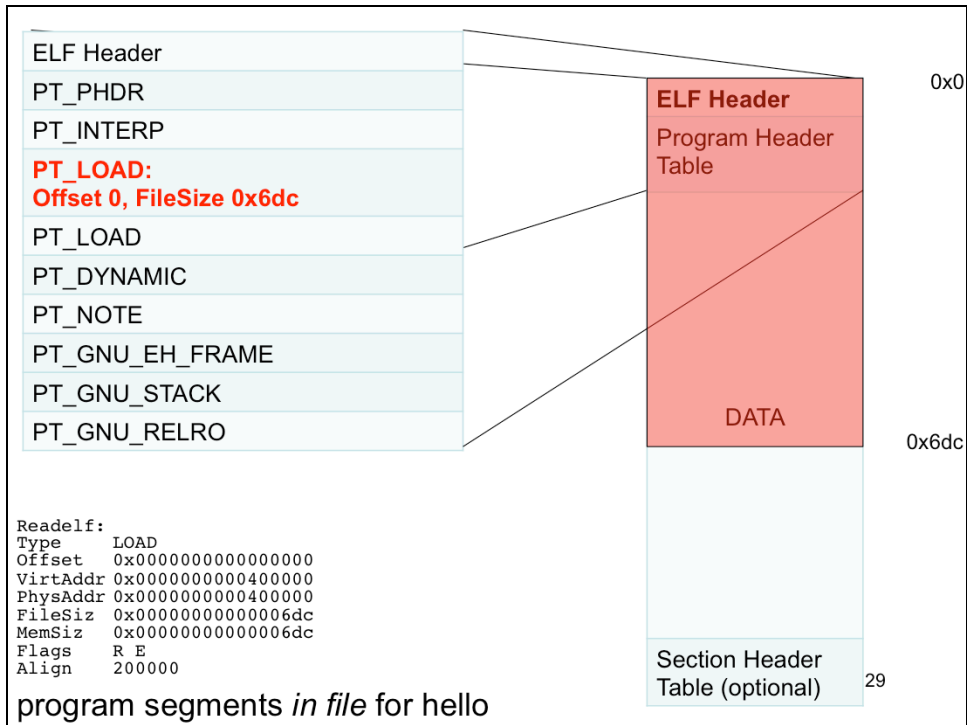 ELF Header
PT_PHDR
PT_INTERP
PT_LOAD:
Offset 0, FileSize 0x6dc
PT_LOAD
PT_DYNAMIC
PT_NOTE
PT_GNU_EH_FRAME
PT_GNU_STACK
PT_GNU_RELRO
0x0
ELF Header
Program Header
Table
DATA
0x6dc
Section Header
Table (optional)
Readelf:
Type LOAD
Offset 0x0000000000000000
VirtAddr 0x0000000000400000
PhysAddr 0x0000000000400000
FileSiz 0x00000000000006dc
MemSiz 0x00000000000006dc
Flags R E
Align 200000
program segments in file for hello
29